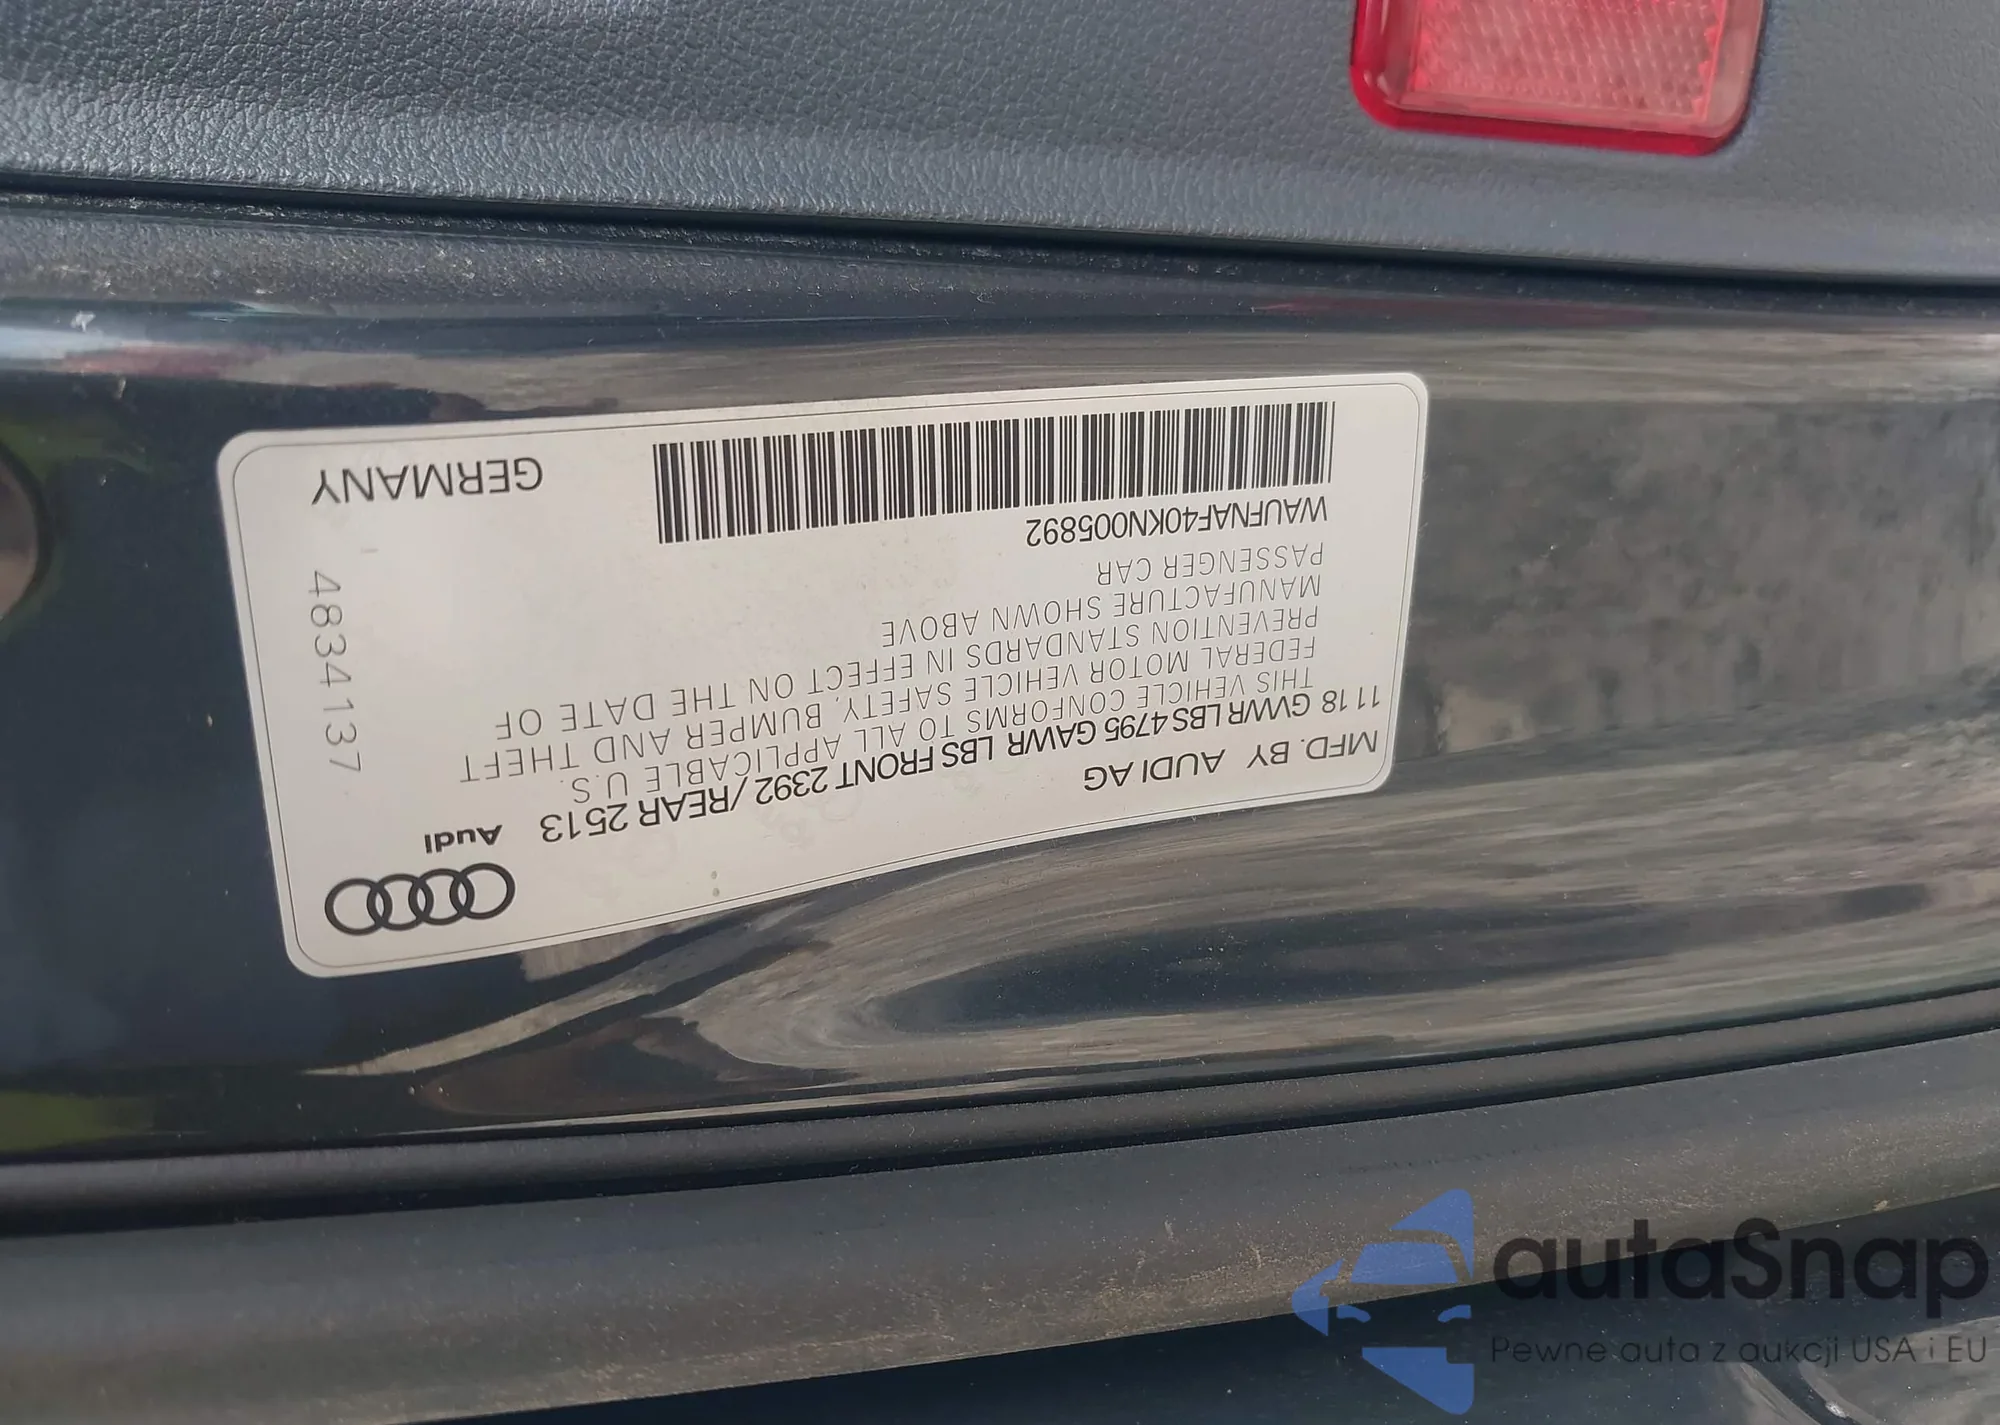 Audi
MFD. BY AUDI AG
1118 GVWR LBS 4795 GAWR LBS FRONT 2392 / REAR 2513
THIS VEHICLE CONFORMS TO ALL APPLICABLE U.S.
FEDERAL MOTOR VEHICLE SAFETY, BUMPER AND THEFT
PREVENTION STANDARDS IN EFFECT ON THE DATE OF
MANUFACTURE SHOWN ABOVE
PASSENGER CAR
WAUFNAF40KN005892
GERMANY
4834137
autaSnap
Pewne auta z aukcji USA i EU